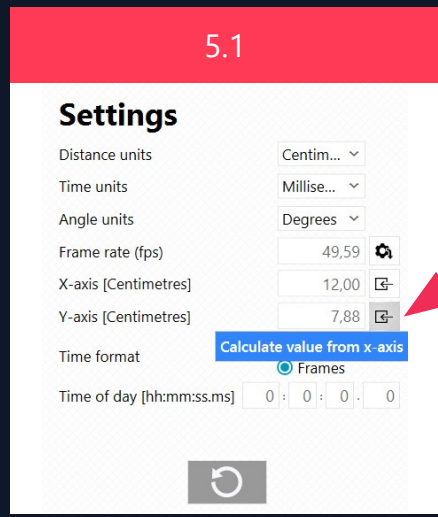 5.1
Settings
Distance units Centim...
Time units Millise...
Angle units Degrees
Frame rate (fps) 49,59
X-axis [Centimetres] 12,00
Y-axis [Centimetres] 7,88
Calculate value from x-axis
Time format
Frames
Time of day [hh:mm:ss.ms] 0 : 0 : 0 . 0